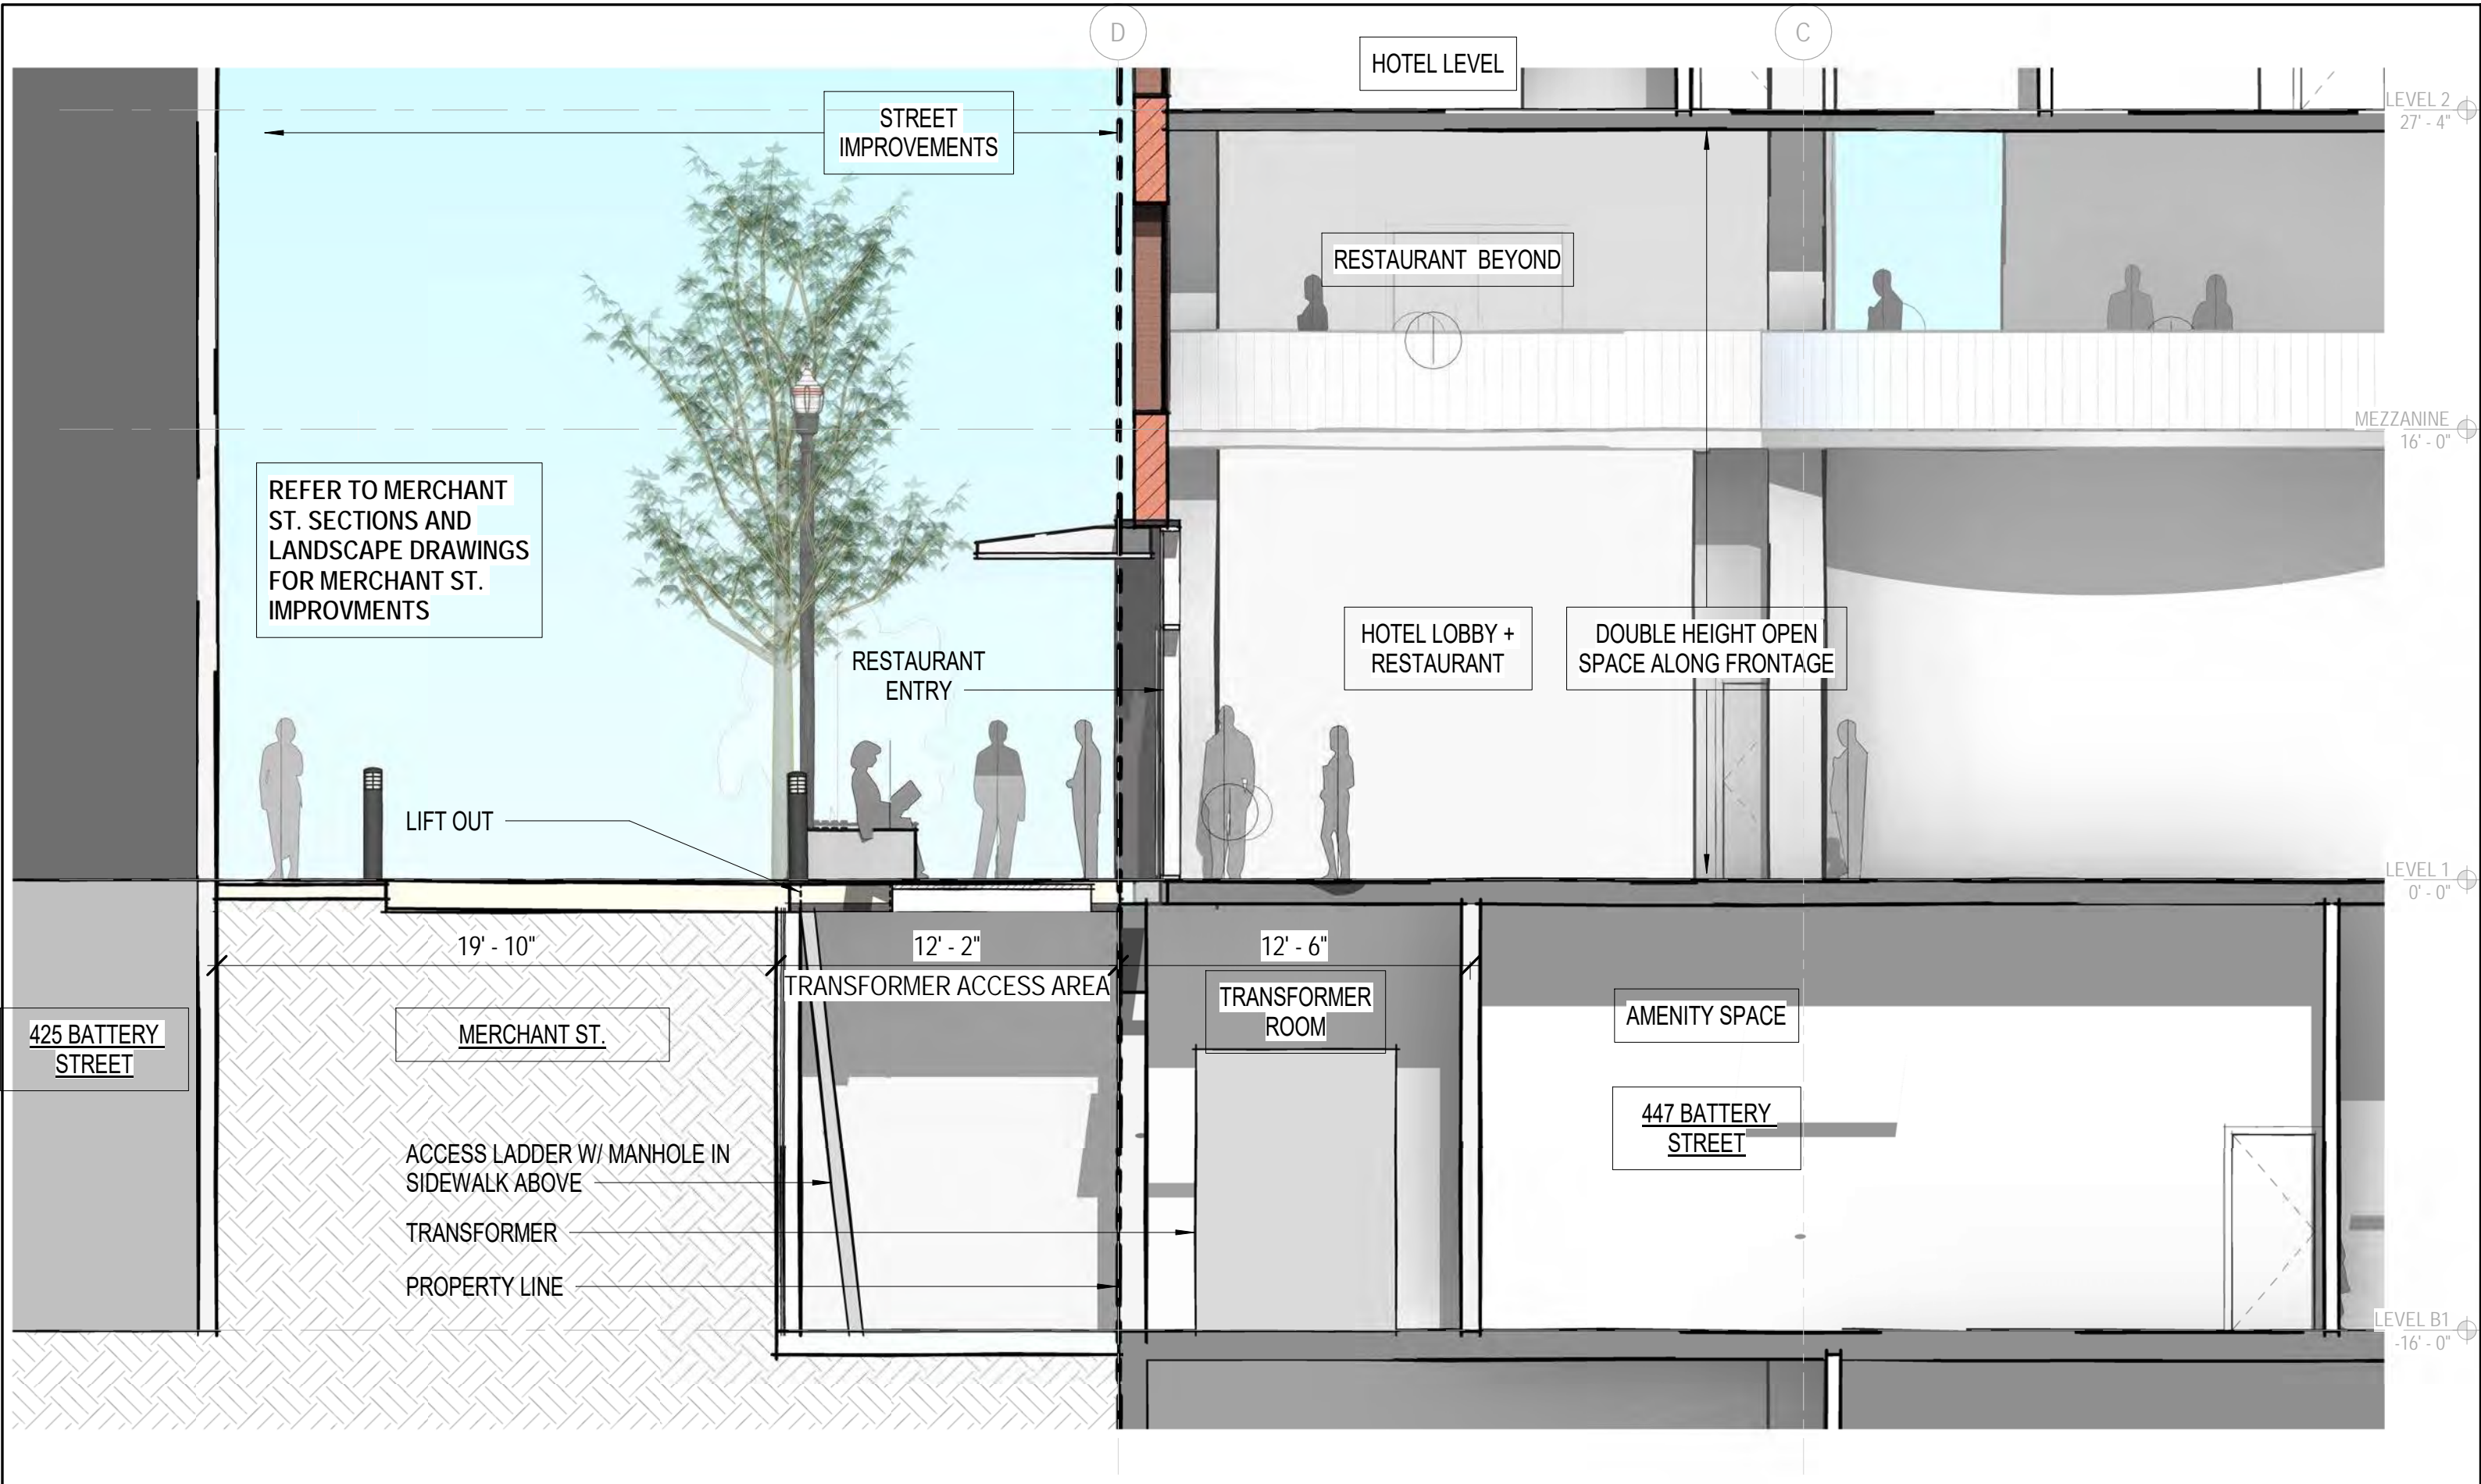 D
C
HOTEL LEVEL
LEVEL 2
27' - 4"
STREET
IMPROVEMENTS
RESTAURANT BEYOND
MEZZANINE
16' - 0"
REFER TO MERCHANT
ST. SECTIONS AND
LANDSCAPE DRAWINGS
FOR MERCHANT ST.
IMPROVMENTS
RESTAURANT
ENTRY
HOTEL LOBBY +
RESTAURANT
DOUBLE HEIGHT OPEN
SPACE ALONG FRONTAGE
LIFT OUT
LEVEL 1
0' - 0"
19' - 10"
12' - 2"
12' - 6"
TRANSFORMER ACCESS AREA
TRANSFORMER
ROOM
AMENITY SPACE
425 BATTERY
STREET
MERCHANT ST.
447 BATTERY
STREET
ACCESS LADDER W/ MANHOLE IN
SIDEWALK ABOVE
TRANSFORMER
PROPERTY LINE
LEVEL B1
-16' - 0"